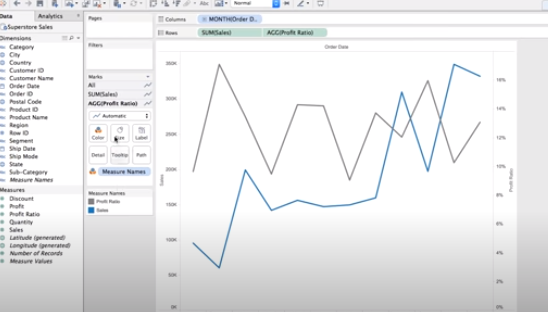 Data
Analytics
Superstore Sales
Dimensions
Category
City
Country
Customer ID
Customer Name
Order Date
Order ID
Postal Code
Product ID
Product Name
Region
Row ID
Segment
Ship Date
Ship Mode
State
Sub-Category
Measure Names
Measures
Discount
Profit
Profit Ratio
Quantity
Sales
Latitude (generated)
Longitude (generated)
Number of Records
Measure Values
Pages
Filters
Marks
All
SUM(Sales)
AGG(Profit Ratio)
Automatic
Color
Size
Label
Detail
Tooltip
Path
Measure Names
Measure Names
Profit Ratio
Sales
Normal
Columns
MONTH(Order D..
Rows
SUM(Sales)
AGG(Profit Ratio)
Order Date
350K
300K
250K
200K
150K
100K
50K
0K
Sales
16%
14%
12%
10%
8%
6%
4%
2%
0%
Profit Ratio